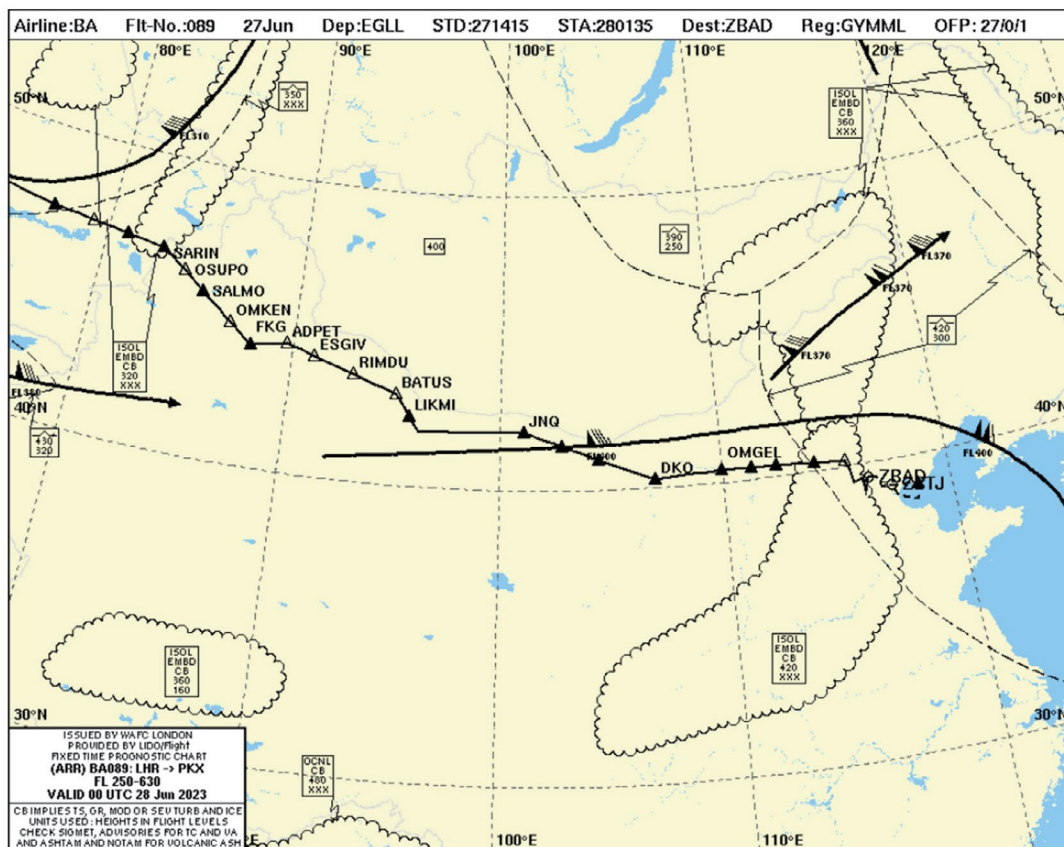 Airline:BA Flt-No.:089 27Jun Dep:EGLL STD:271415 STA:280135 Dest:ZBAD Reg:GYMML OFP: 27/0/1
80°E 90°E 100°E 110°E 120°E
50°N
50°N
350
XXX
FL310
ISOL
EMBD
CB
360
XXX
SARIN
OSUPO
SALMO
OMKEN
FKG
ADPET
ESGIV
RIMDU
BATUS
LIKMI
400
390
250
FL370
FL370
FL370
420
300
ISOL
EMBD
CB
320
XXX
40°N
40°N
430
320
JNQ
FL400
DKO
OMGEL
ZBAD
ZBTJ
FL400
ISOL
EMBD
CB
360
160
ISOL
EMBD
CB
420
XXX
30°N
30°N
OCNL
CB
480
XXX
ISSUED BY WAFC LONDON
PROVIDED BY LIDO/Flight
FIXED TIME PROGNOSTIC CHART
(ARR) BA089: LHR -> PKX
FL 250-630
VALID 00 UTC 28 Jun 2023
CB IMPLIES TS, GR, MOD OR SEV TURB AND ICE
UNITS USED : HEIGHTS IN FLIGHT LEVELS
CHECK SIGMET, ADVISORIES FOR TC AND VA
AND ASHTAM AND NOTAM FOR VOLCANIC ASH
100°E 110°E